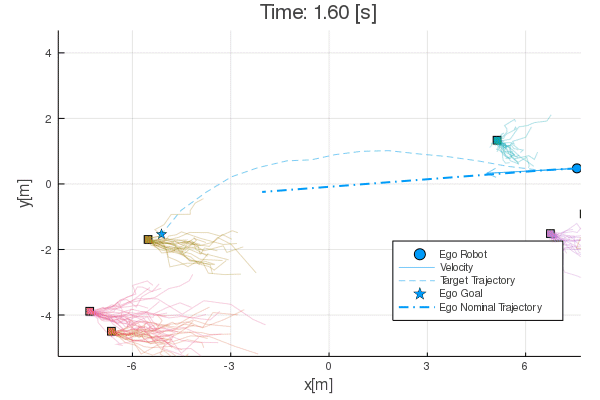 Time: 1.60 [s]
y[m]
4
2
0
-2
-4
Ego Robot
Velocity
Target Trajectory
Ego Goal
Ego Nominal Trajectory
-6 -3 0 3 6
x[m]